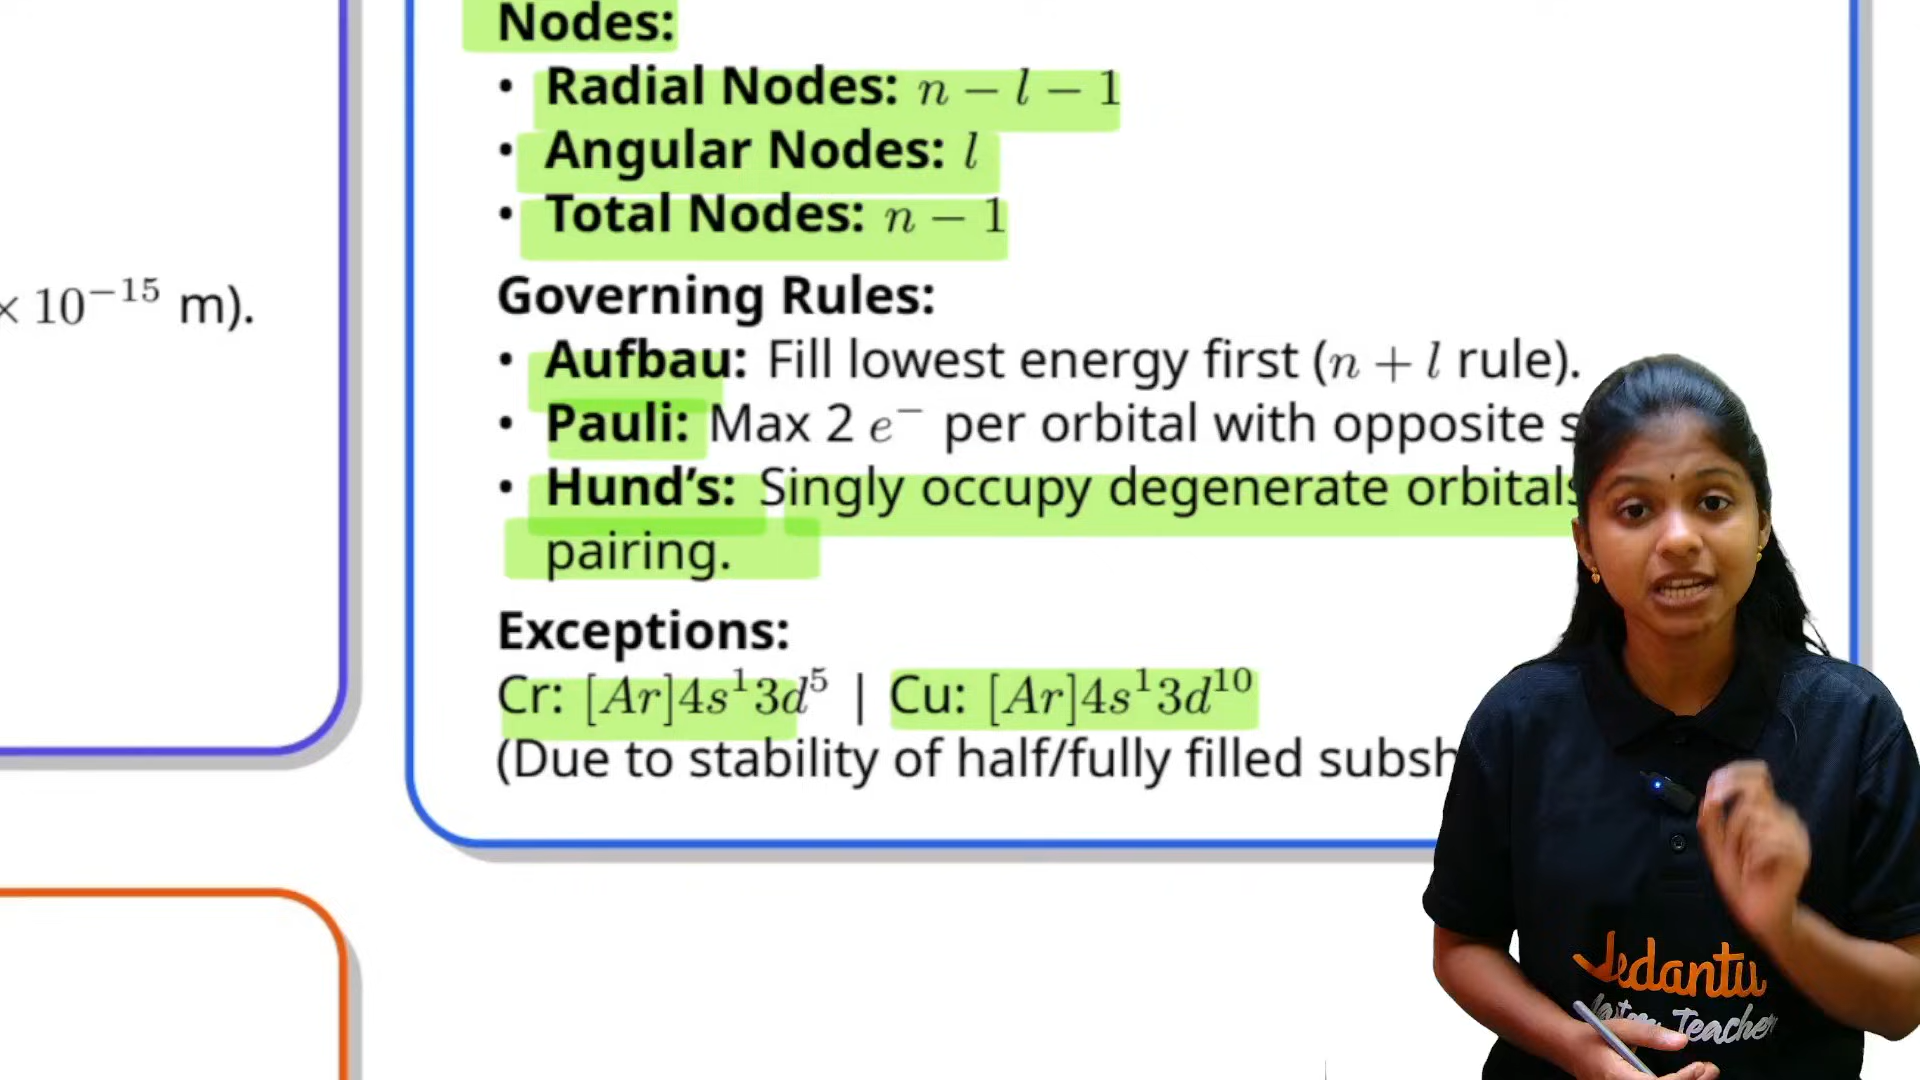 Nodes:
• Radial Nodes: n − l − 1
• Angular Nodes: l
• Total Nodes: n − 1
× 10⁻¹⁵ m).
Governing Rules:
• Aufbau: Fill lowest energy first (n + l rule).
• Pauli: Max 2 e⁻ per orbital with opposite s
• Hund’s: Singly occupy degenerate orbitals
pairing.
Exceptions:
Cr: [Ar]4s¹3d⁵ | Cu: [Ar]4s¹3d¹⁰
(Due to stability of half/fully filled subsh
Vedantu
Teacher